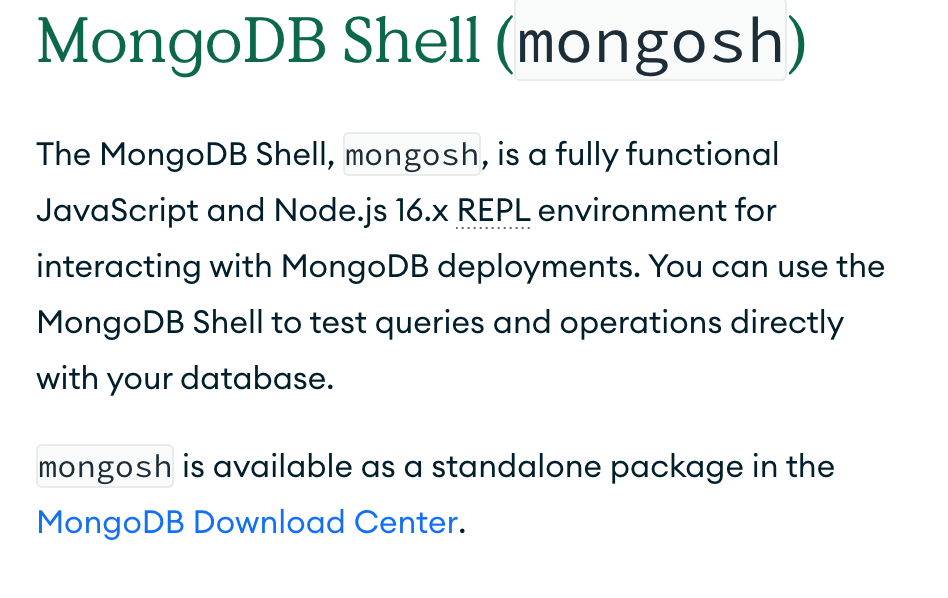 MongoDB Shell (mongosh)
The MongoDB Shell, mongosh, is a fully functional
JavaScript and Node.js 16.x REPL environment for
interacting with MongoDB deployments. You can use the
MongoDB Shell to test queries and operations directly
with your database.
mongosh is available as a standalone package in the
MongoDB Download Center.